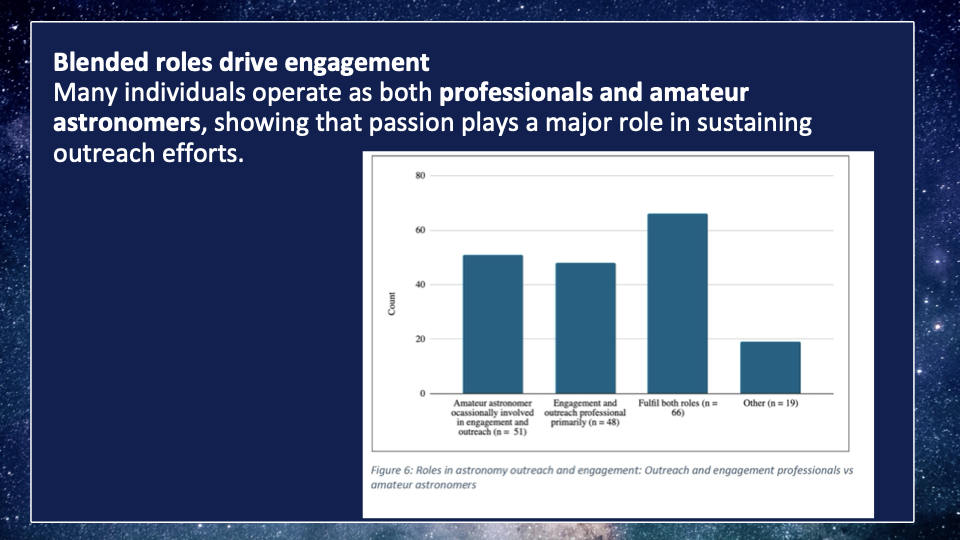 Blended roles drive engagement
Many individuals operate as both professionals and amateur
astronomers, showing that passion plays a major role in sustaining
outreach efforts.
80
60
40
20
0
Count
Amateur astronomer
ocassionally involved
in engagement and
outreach (n = 51)
Engagement and
outreach professional
primarily (n = 48)
Fulfil both roles (n =
66)
Other (n = 19)
Figure 6: Roles in astronomy outreach and engagement: Outreach and engagement professionals vs
amateur astronomers